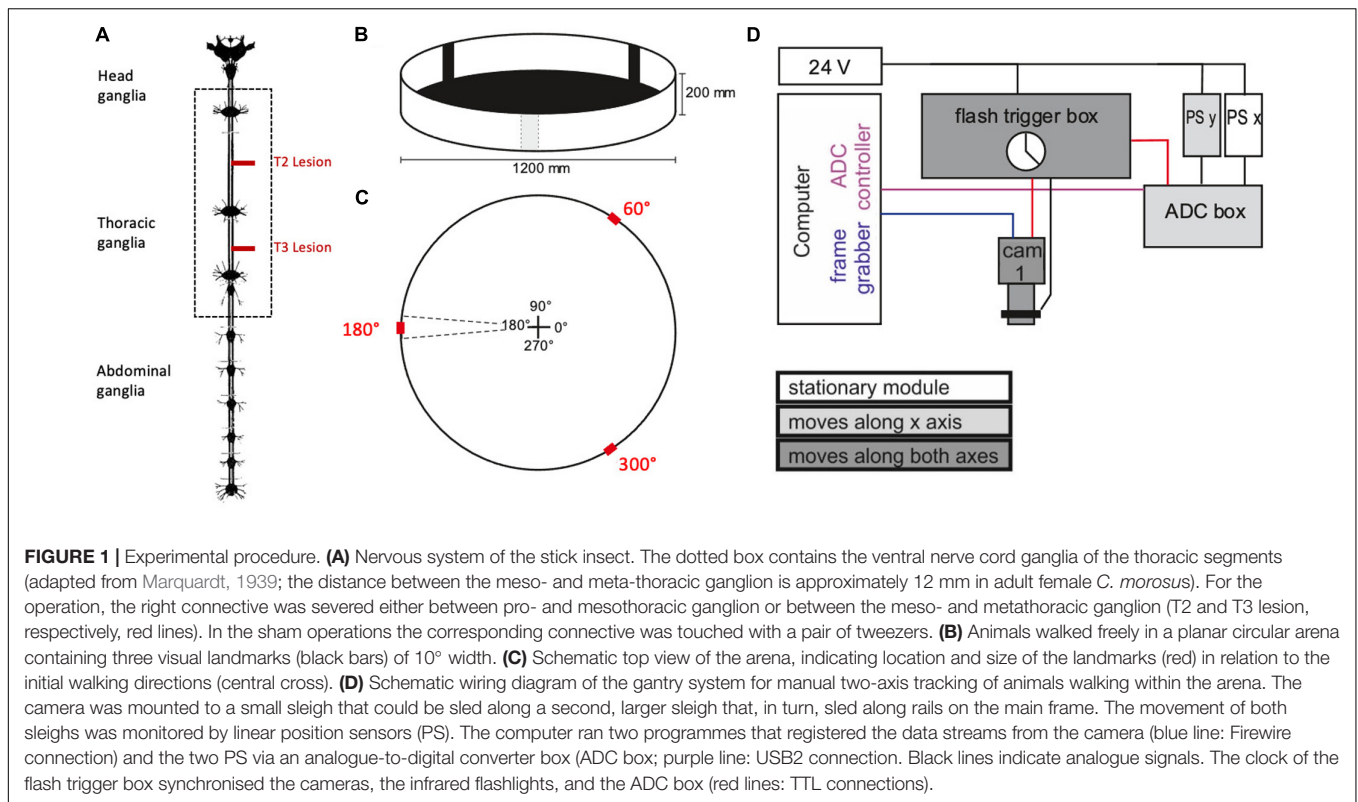 A
Head
ganglia
T2 Lesion
Thoracic
ganglia
T3 Lesion
Abdominal
ganglia
B
200 mm
1200 mm
C
60°
180°
90°
180°
0°
270°
300°
D
24 V
Computer
frame
grabber
ADC
controller
flash trigger box
PS y
PS x
ADC box
cam
1
stationary module
moves along x axis
moves along both axes
FIGURE 1 | Experimental procedure. (A) Nervous system of the stick insect. The dotted box contains the ventral nerve cord ganglia of the thoracic segments
(adapted from Marquardt, 1939; the distance between the meso- and meta-thoracic ganglion is approximately 12 mm in adult female C. morosus). For the
operation, the right connective was severed either between pro- and mesothoracic ganglion or between the meso- and metathoracic ganglion (T2 and T3 lesion,
respectively, red lines). In the sham operations the corresponding connective was touched with a pair of tweezers. (B) Animals walked freely in a planar circular arena
containing three visual landmarks (black bars) of 10° width. (C) Schematic top view of the arena, indicating location and size of the landmarks (red) in relation to the
initial walking directions (central cross). (D) Schematic wiring diagram of the gantry system for manual two-axis tracking of animals walking within the arena. The
camera was mounted to a small sleigh that could be sled along a second, larger sleigh that, in turn, sled along rails on the main frame. The movement of both
sleighs was monitored by linear position sensors (PS). The computer ran two programmes that registered the data streams from the camera (blue line: Firewire
connection) and the two PS via an analogue-to-digital converter box (ADC box; purple line: USB2 connection. Black lines indicate analogue signals. The clock of the
flash trigger box synchronised the cameras, the infrared flashlights, and the ADC box (red lines: TTL connections).